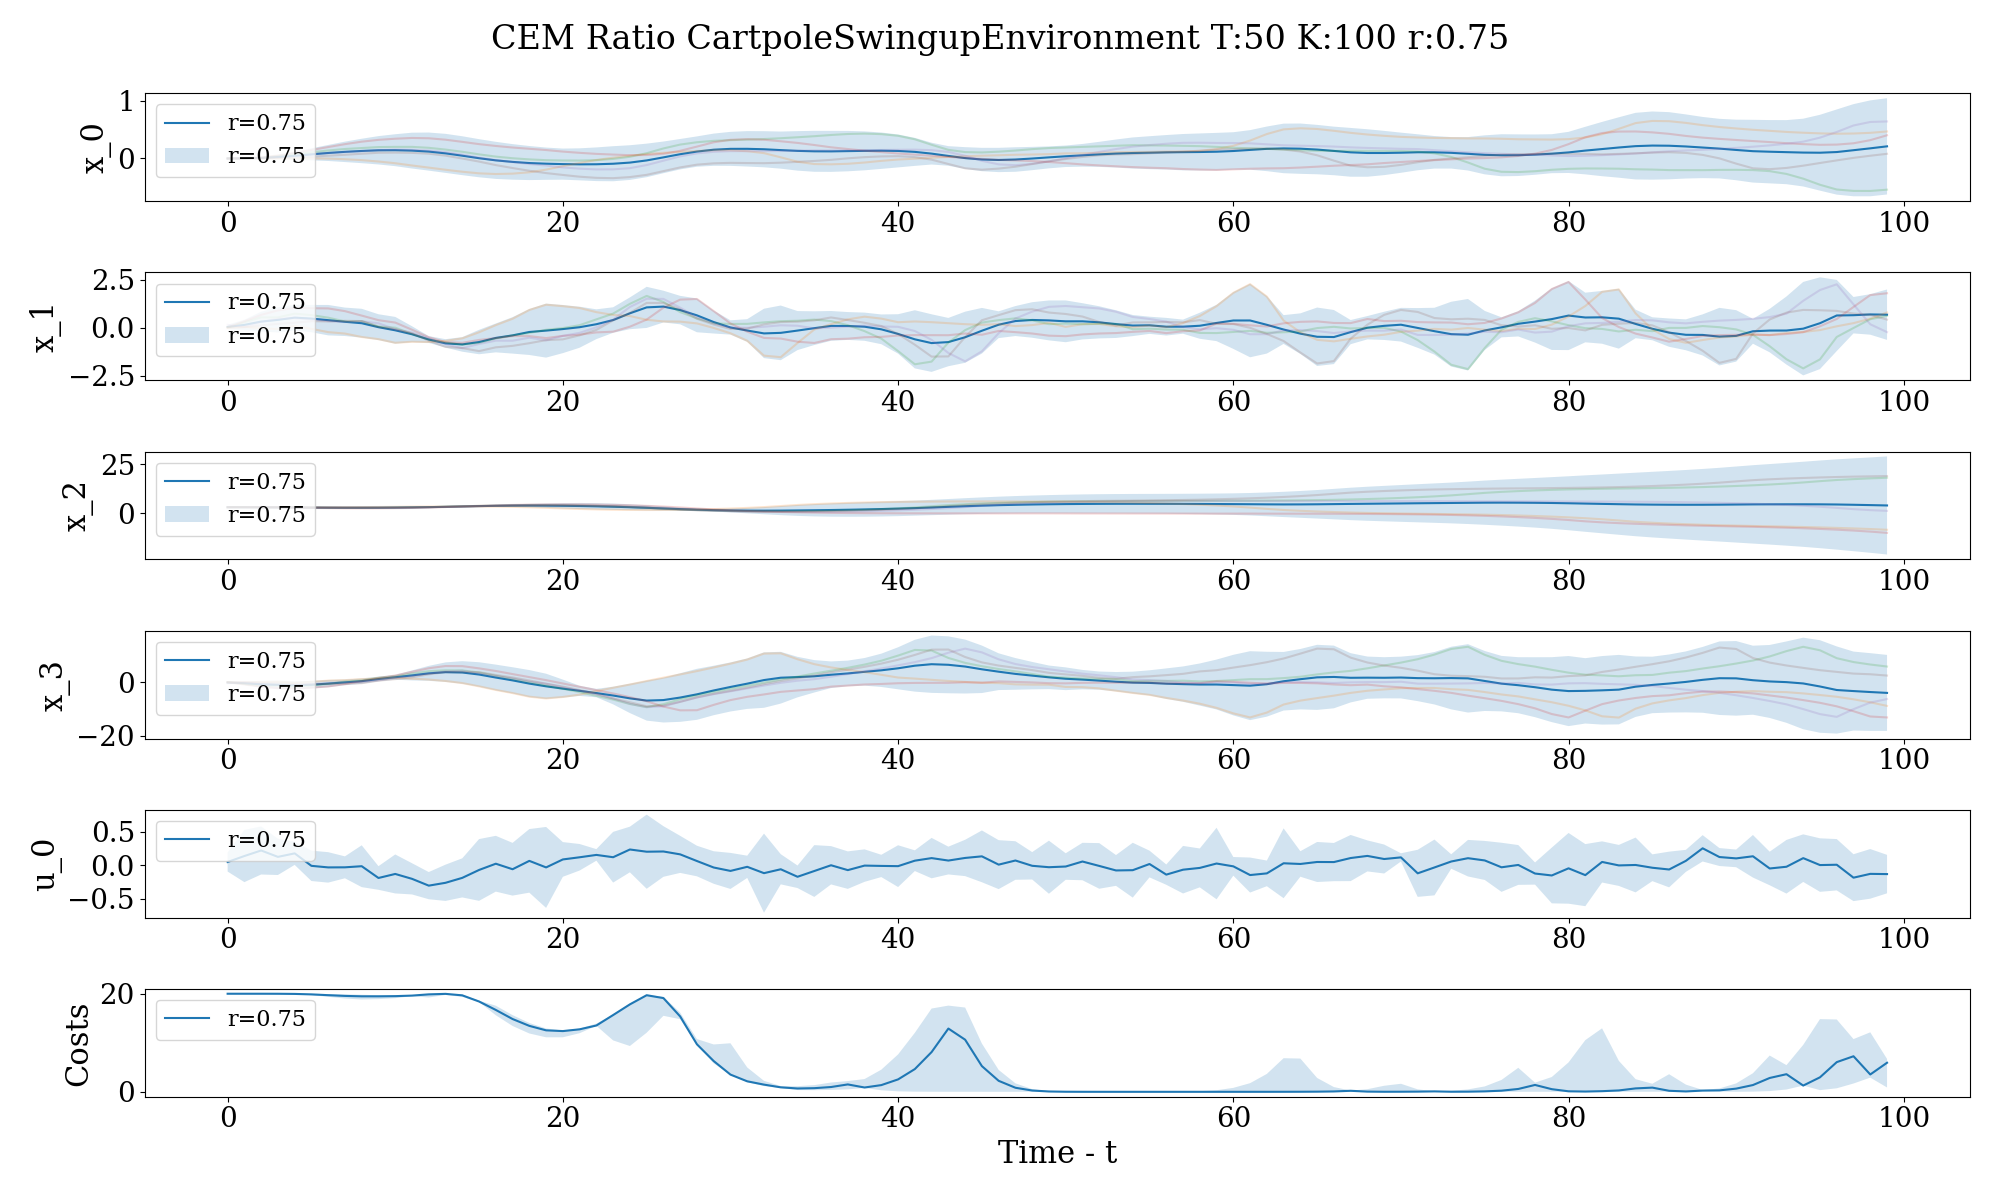 CEM Ratio CartpoleSwingupEnvironment T:50 K:100 r:0.75
x_0
1
0
r=0.75
r=0.75
0 20 40 60 80 100
x_1
2.5
0.0
−2.5
r=0.75
r=0.75
0 20 40 60 80 100
x_2
25
0
r=0.75
r=0.75
0 20 40 60 80 100
x_3
0
−20
r=0.75
r=0.75
0 20 40 60 80 100
u_0
0.5
0.0
−0.5
r=0.75
0 20 40 60 80 100
Costs
20
0
r=0.75
0 20 40 60 80 100
Time - t